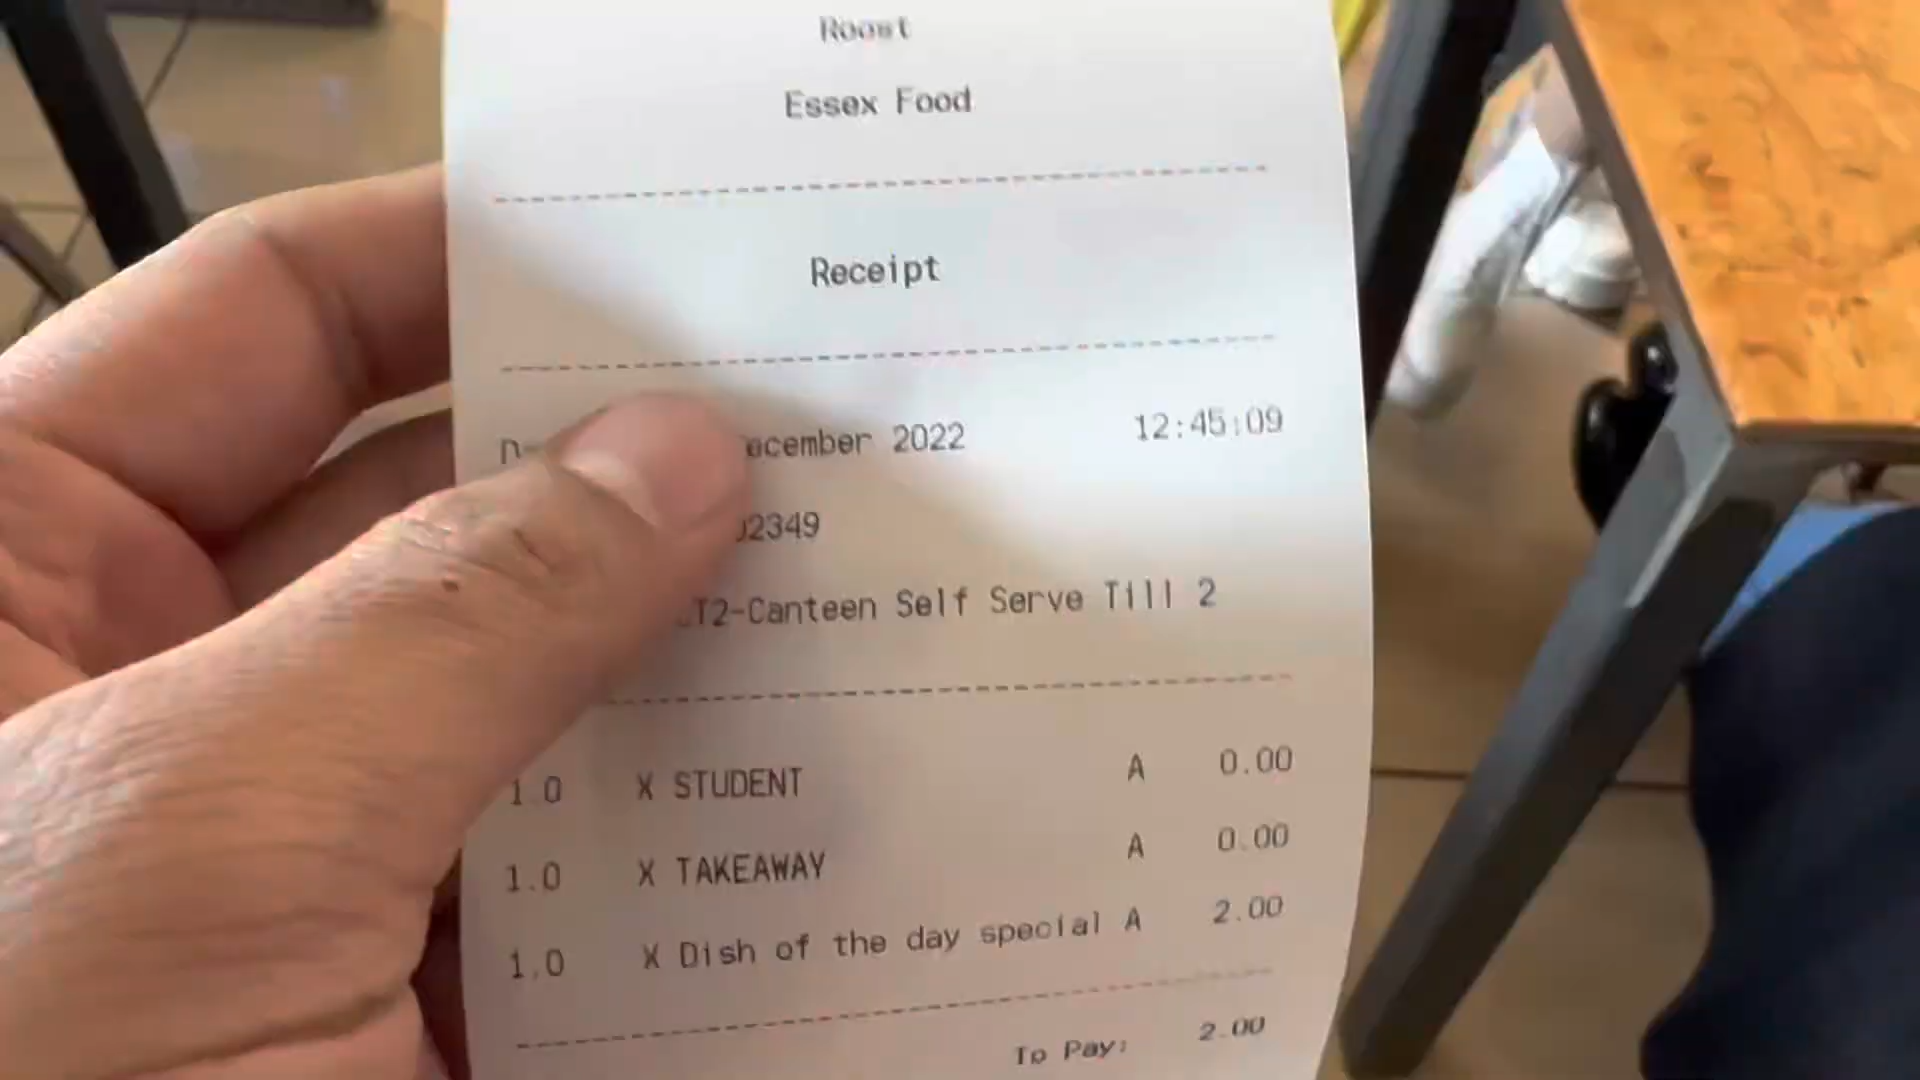 Roost
Essex Food
Receipt
2022 12:45:09
2349
T2-Canteen Self Serve Till 2
1.0 X STUDENT A 0.00
1.0 X TAKEAWAY A 0.00
1.0 X Dish of the day special A 2.00
To Pay: 2.00